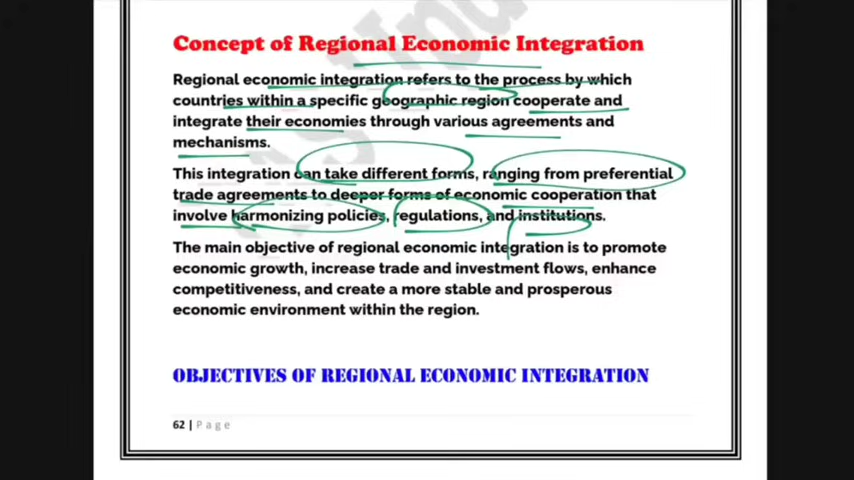 Concept of Regional Economic Integration
Regional economic integration refers to the process by which
countries within a specific geographic region cooperate and
integrate their economies through various agreements and
mechanisms.
This integration can take different forms, ranging from preferential
trade agreements to deeper forms of economic cooperation that
involve harmonizing policies, regulations, and institutions.
The main objective of regional economic integration is to promote
economic growth, increase trade and investment flows, enhance
competitiveness, and create a more stable and prosperous
economic environment within the region.
OBJECTIVES OF REGIONAL ECONOMIC INTEGRATION
62 | Page